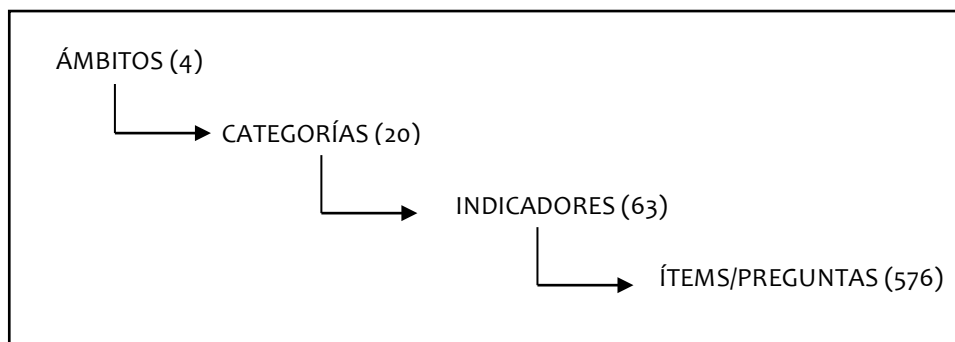 ÁMBITOS (4)
CATEGORÍAS (20)
INDICADORES (63)
ÍTEMS/PREGUNTAS (576)